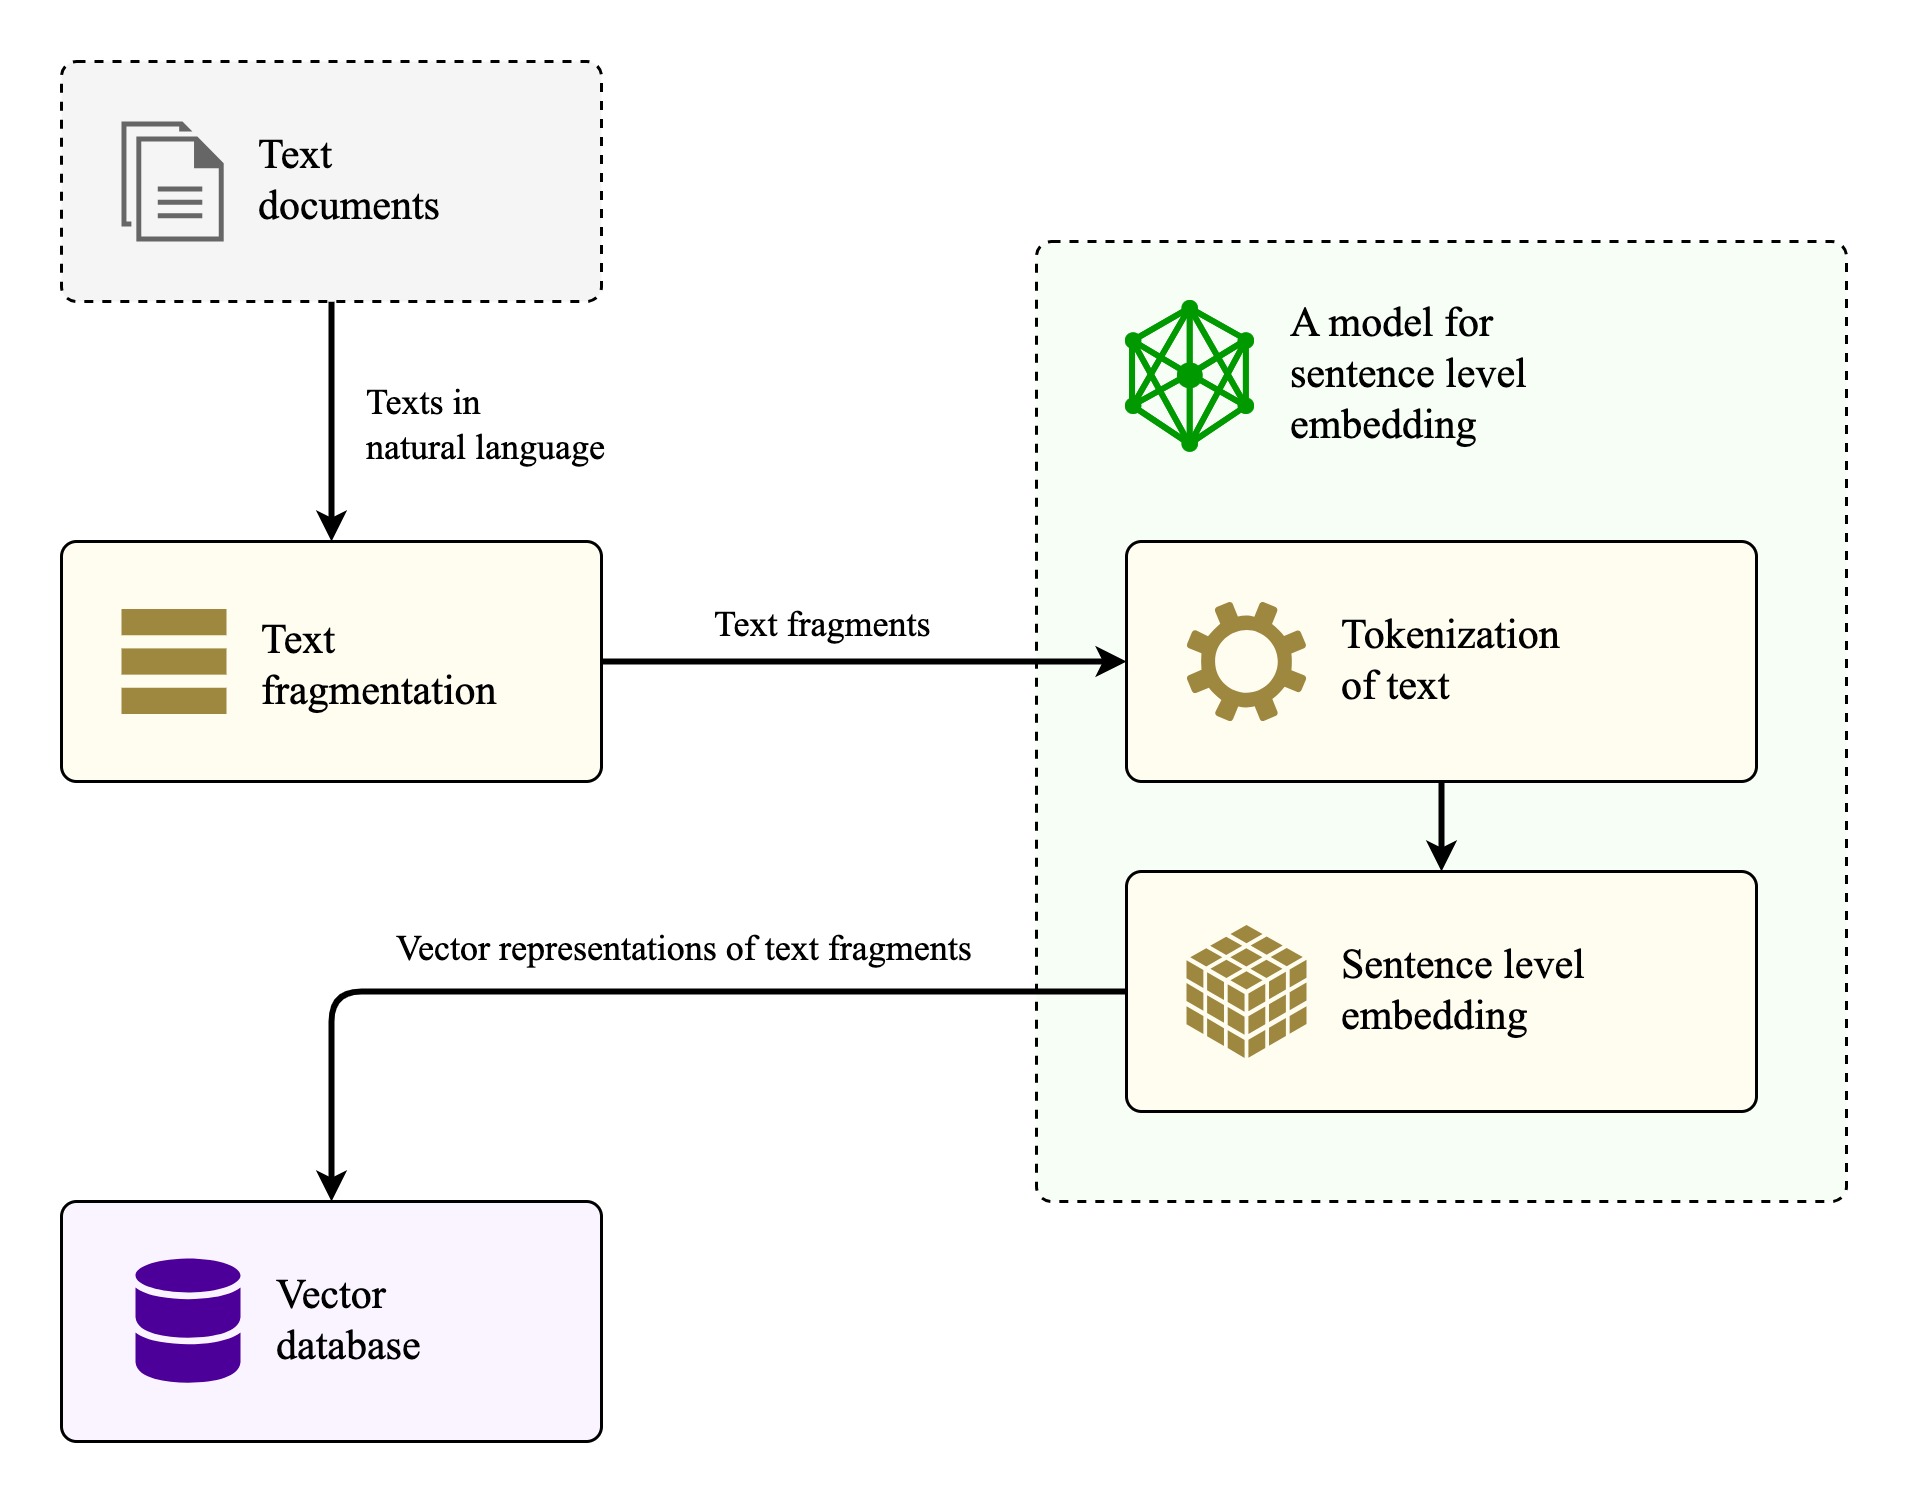 Text
documents
Texts in
natural language
A model for
sentence level
embedding
Text
fragmentation
Text fragments
Tokenization
of text
Vector representations of text fragments
Sentence level
embedding
Vector
database